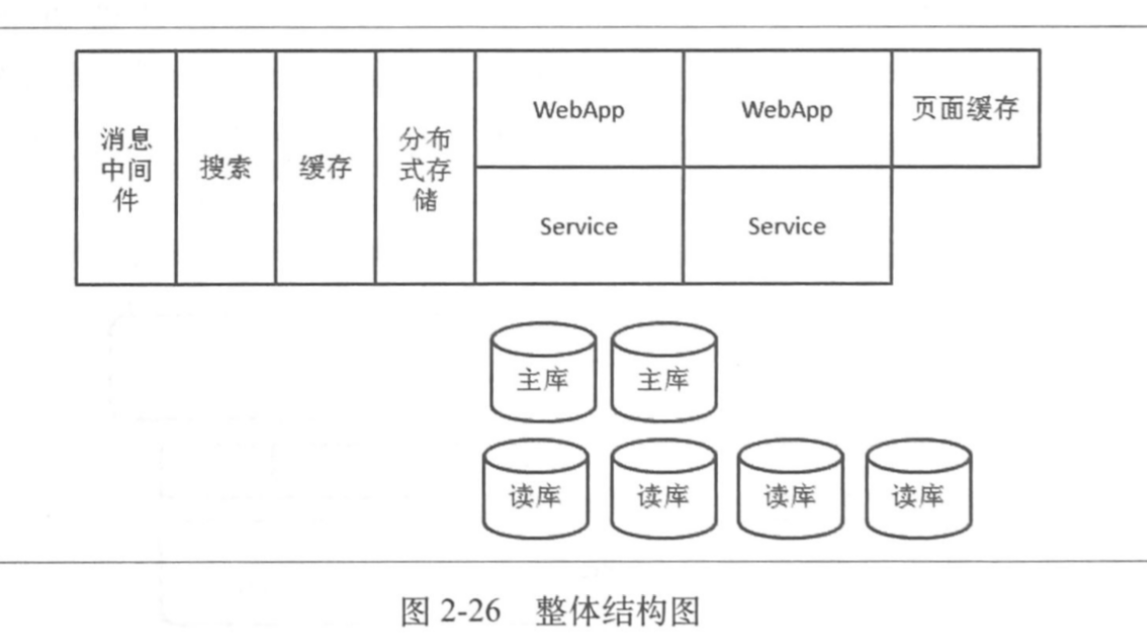 WebApp
WebApp
页面缓存
消息
中间
件
搜索
缓存
分布
式存
储
Service
Service
主库
主库
读库
读库
读库
读库
图 2-26 整体结构图